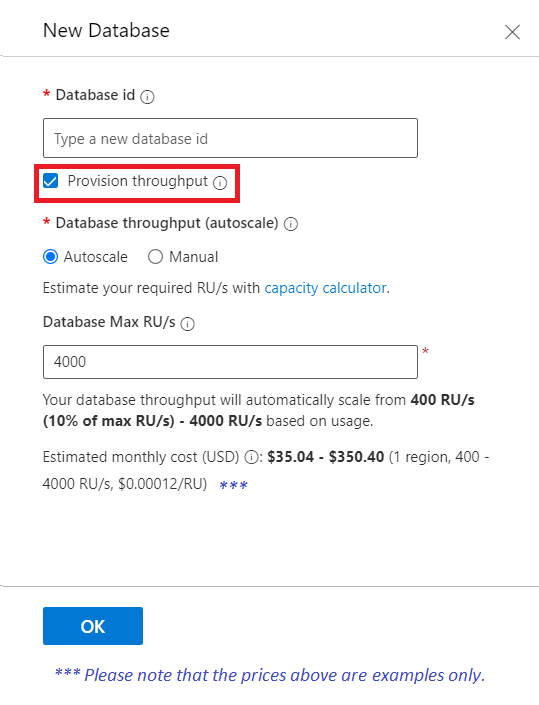 New Database
* Database id
Type a new database id
Provision throughput
* Database throughput (autoscale)
Autoscale Manual
Estimate your required RU/s with capacity calculator.
Database Max RU/s
4000 *
Your database throughput will automatically scale from 400 RU/s
(10% of max RU/s) - 4000 RU/s based on usage.
Estimated monthly cost (USD) : $35.04 - $350.40 (1 region, 400 -
4000 RU/s, $0.00012/RU) ***
OK
*** Please note that the prices above are examples only.